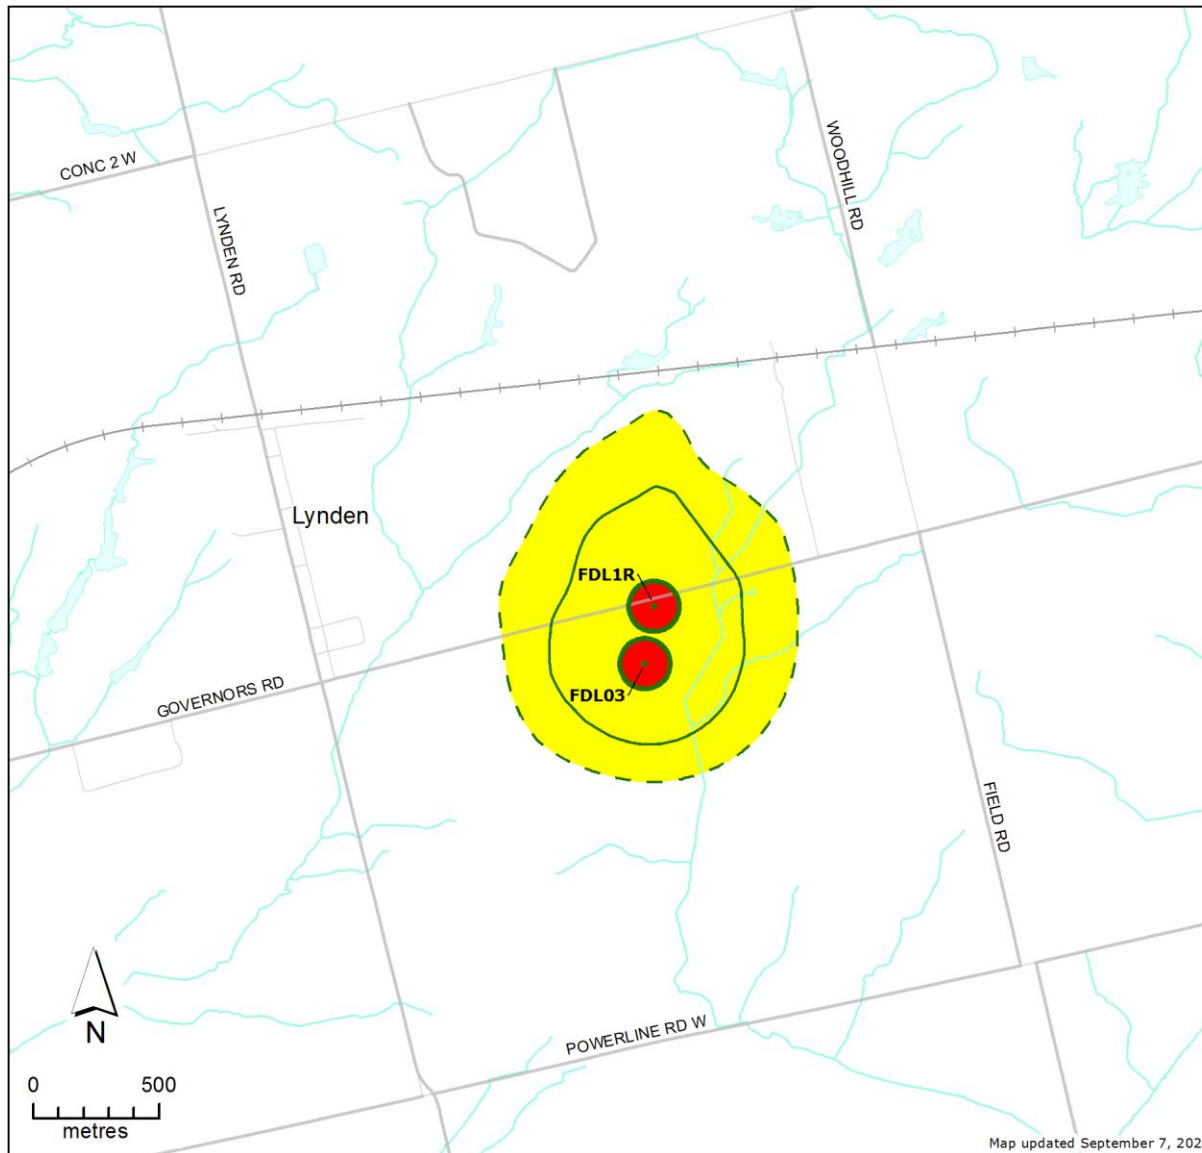 CONC 2 W
WOODHILL RD
LYNDEN RD
Lynden
FDL1R
FDL03
GOVERNORS RD
FIELD RD
N
POWERLINE RD W
0 500
metres
Map updated September 7, 202